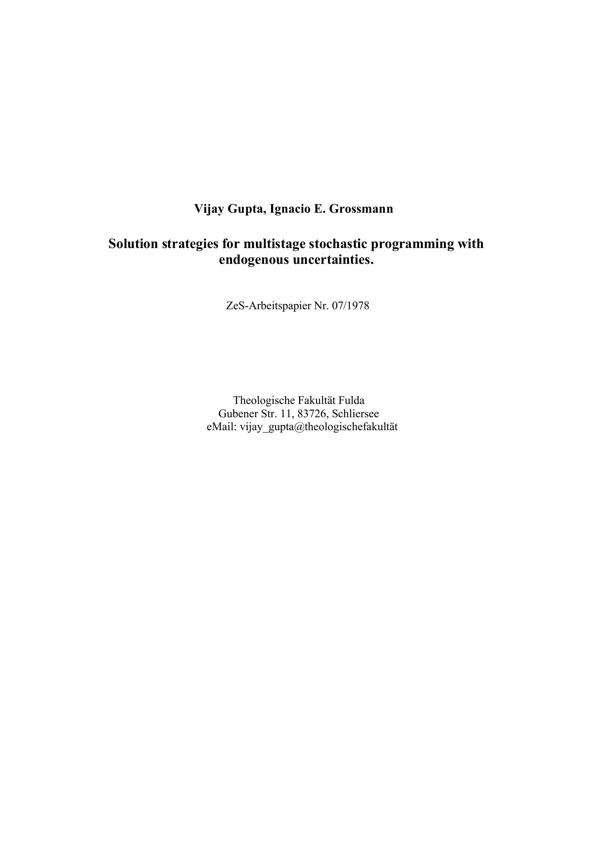 Vijay Gupta, Ignacio E. Grossmann
Solution strategies for multistage stochastic programming with
endogenous uncertainties.
ZeS-Arbeitspapier Nr. 07/1978
Theologische Fakultät Fulda
Gubener Str. 11, 83726, Schliersee
eMail: vijay_gupta@theologischefakultät